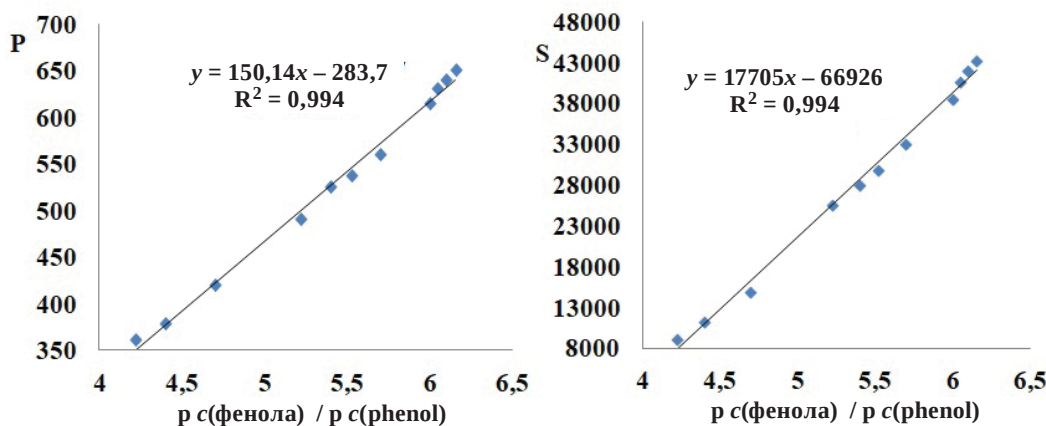 P
700
650
600
550
500
450
400
350
y = 150,14x – 283,7
R² = 0,994
4 4,5 5 5,5 6 6,5
p c(фенола) / p c(phenol)
S
48000
43000
38000
33000
28000
23000
18000
13000
8000
y = 17705x – 66926
R² = 0,994
4 4,5 5 5,5 6 6,5
p c(фенола) / p c(phenol)